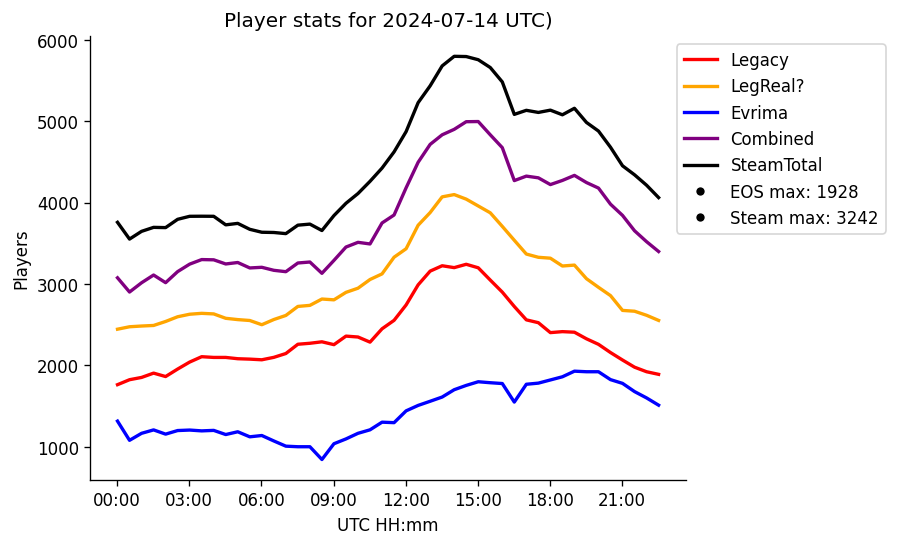 Player stats for 2024-07-14 UTC)
6000
5000
4000
3000
2000
1000
Players
00:00 03:00 06:00 09:00 12:00 15:00 18:00 21:00
UTC HH:mm
Legacy
LegReal?
Evrima
Combined
SteamTotal
EOS max: 1928
Steam max: 3242